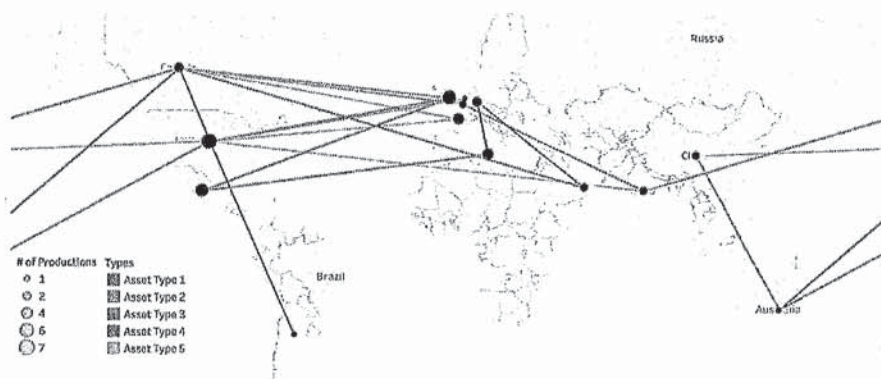 Russia
Brazil
# of Productions
1
2
4
6
7
Types
Asset Type 1
Asset Type 2
Asset Type 3
Asset Type 4
Asset Type 5